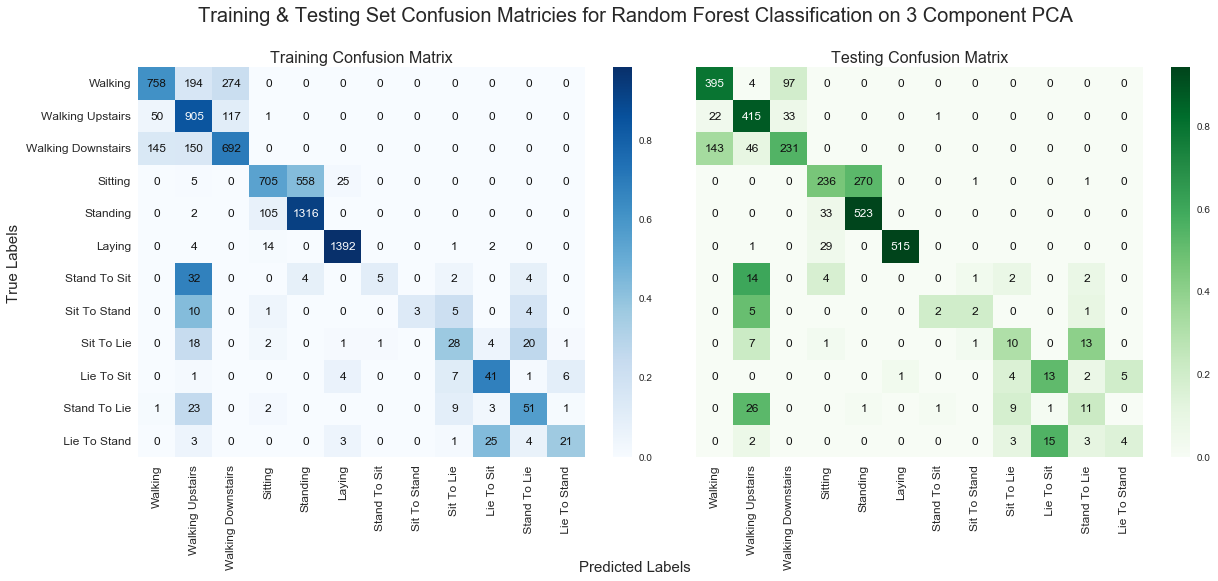 Training & Testing Set Confusion Matricies for Random Forest Classification on 3 Component PCA
Training Confusion Matrix
Testing Confusion Matrix
True Labels
Walking 758 194 274 0 0 0 0 0 0 0 0 0
Walking Upstairs 50 905 117 1 0 0 0 0 0 0 0 0
Walking Downstairs 145 150 692 0 0 0 0 0 0 0 0 0
Sitting 0 5 0 705 558 25 0 0 0 0 0 0
Standing 0 2 0 105 1316 0 0 0 0 0 0 0
Laying 0 4 0 14 0 1392 0 0 1 2 0 0
Stand To Sit 0 32 0 0 4 0 5 0 2 0 4 0
Sit To Stand 0 10 0 1 0 0 0 3 5 0 4 0
Sit To Lie 0 18 0 2 0 1 1 0 28 4 20 1
Lie To Sit 0 1 0 0 0 4 0 0 7 41 1 6
Stand To Lie 1 23 0 2 0 0 0 0 9 3 51 1
Lie To Stand 0 3 0 0 0 3 0 0 1 25 4 21
Walking
Walking Upstairs
Walking Downstairs
Sitting
Standing
Laying
Stand To Sit
Sit To Stand
Sit To Lie
Lie To Sit
Stand To Lie
Lie To Stand
0.8
0.6
0.4
0.2
0.0
395 4 97 0 0 0 0 0 0 0 0 0
22 415 33 0 0 0 1 0 0 0 0 0
143 46 231 0 0 0 0 0 0 0 0 0
0 0 0 236 270 0 0 1 0 0 1 0
0 0 0 33 523 0 0 0 0 0 0 0
0 1 0 29 0 515 0 0 0 0 0 0
0 14 0 4 0 0 0 1 2 0 2 0
0 5 0 0 0 0 2 2 0 0 1 0
0 7 0 1 0 0 0 1 10 0 13 0
0 0 0 0 0 1 0 0 4 13 2 5
0 26 0 0 1 0 1 0 9 1 11 0
0 2 0 0 0 0 0 0 3 15 3 4
Walking
Walking Upstairs
Walking Downstairs
Sitting
Standing
Laying
Stand To Sit
Sit To Stand
Sit To Lie
Lie To Sit
Stand To Lie
Lie To Stand
0.8
0.6
0.4
0.2
0.0
Predicted Labels